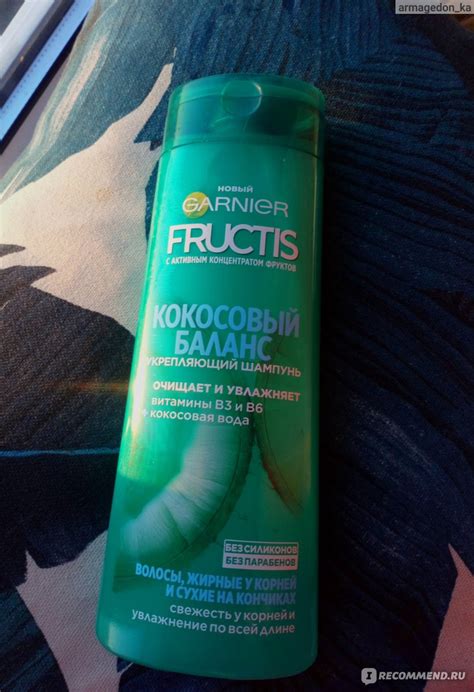 armagedon_ka
НОВЫЙ
GARNIER
FRUCTIS
С АКТИВНЫМ КОНЦЕНТРАТОМ ФРУКТОВ
КОКОСОВЫЙ
БАЛАНС
УКРЕПЛЯЮЩИЙ ШАМПУНЬ
ОЧИЩАЕТ И УВЛАЖНЯЕТ
ВИТАМИНЫ B3 И B6
+ КОКОСОВАЯ ВОДА
БЕЗ СИЛИКОНОВ
БЕЗ ПАРАБЕНОВ
ВОЛОСЫ, ЖИРНЫЕ У КОРНЕЙ
И СУХИЕ НА КОНЧИКАХ
СВЕЖЕСТЬ У КОРНЕЙ И
УВЛАЖНЕНИЕ ПО ВСЕЙ ДЛИНЕ
IRECOMMEND.RU